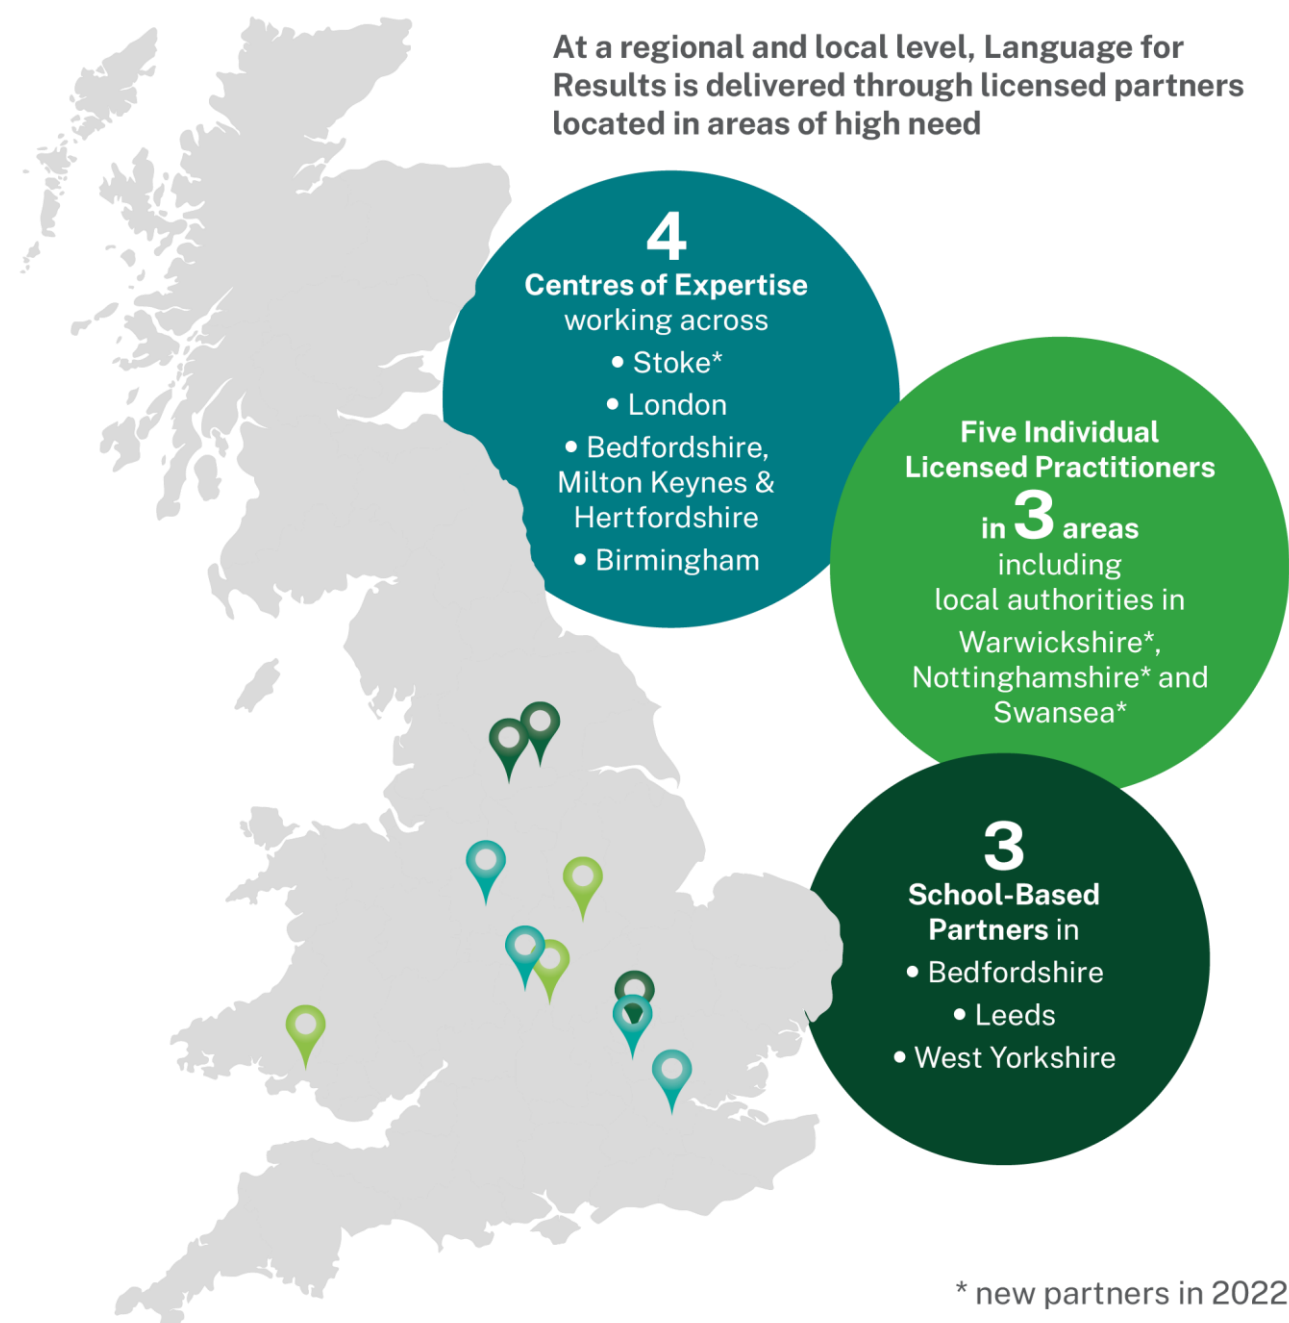 At a regional and local level, Language for
Results is delivered through licensed partners
located in areas of high need
4
Centres of Expertise
working across
• Stoke*
• London
• Bedfordshire,
Milton Keynes &
Hertfordshire
• Birmingham
Five Individual
Licensed Practitioners
in 3 areas
including
local authorities in
Warwickshire*,
Nottinghamshire* and
Swansea*
3
School-Based
Partners in
• Bedfordshire
• Leeds
• West Yorkshire
* new partners in 2022